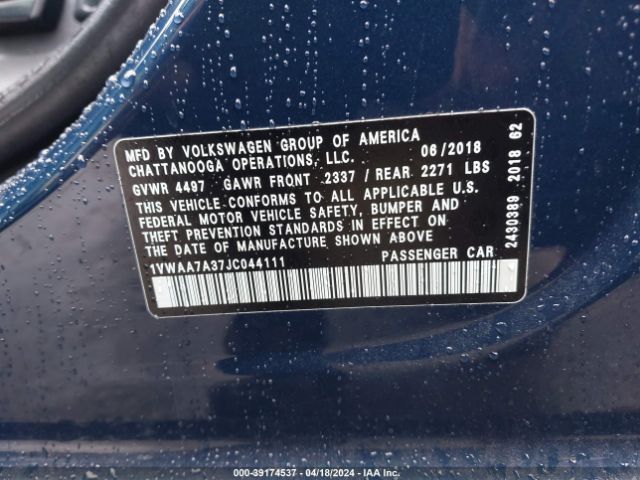 MFD BY VOLKSWAGEN GROUP OF AMERICA
CHATTANOOGA OPERATIONS, LLC. 06/2018
GVWR 4497 GAWR FRONT 2337 / REAR 2271 LBS
THIS VEHICLE CONFORMS TO ALL APPLICABLE U.S.
FEDERAL MOTOR VEHICLE SAFETY, BUMPER AND
THEFT PREVENTION STANDARDS IN EFFECT ON
THE DATE OF MANUFACTURE SHOWN ABOVE
1VWAA7A37JC044111 PASSENGER CAR
2430389 2018 62
000-39174537 - 04/18/2024 - IAA Inc.